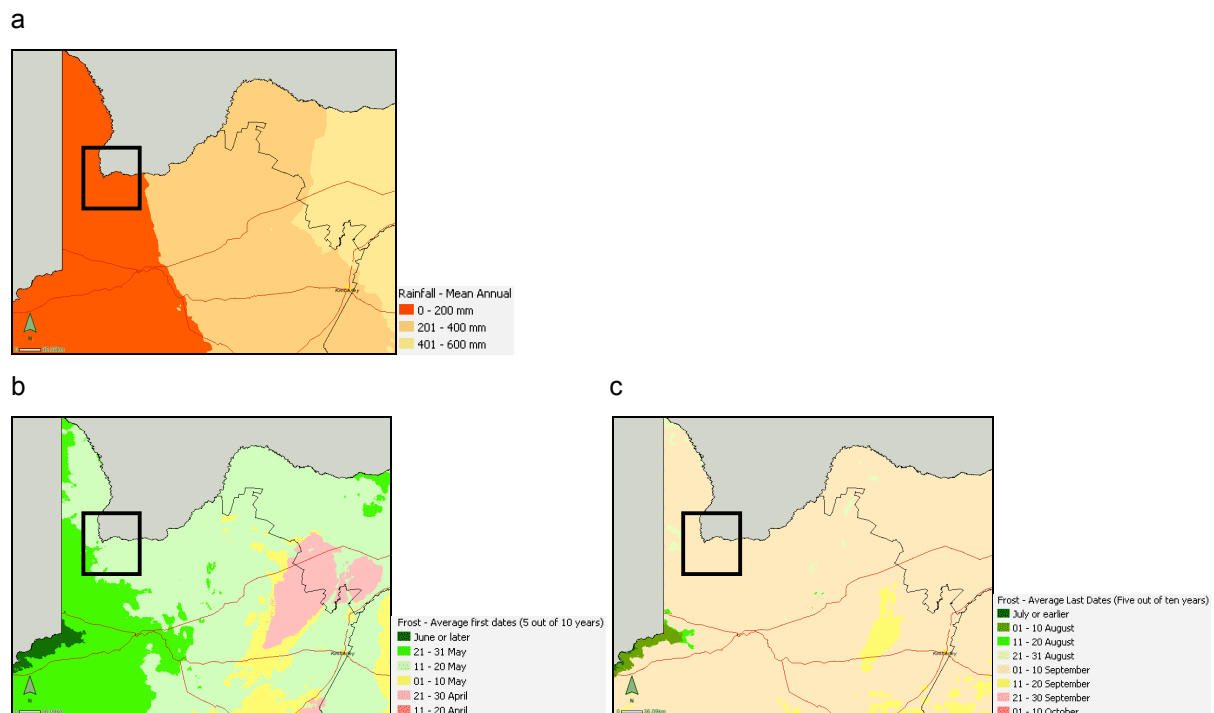 a
Kimberley
Rainfall - Mean Annual
0 - 200 mm
201 - 400 mm
401 - 600 mm
N
b
c
Kimberley
Frost - Average first dates (5 out of 10 years)
June or later
21 - 31 May
11 - 20 May
01 - 10 May
21 - 30 April
11 - 20 April
N
Kimberley
Frost - Average Last Dates (Five out of ten years)
July or earlier
01 - 10 August
11 - 20 August
21 - 31 August
01 - 10 September
11 - 20 September
21 - 30 September
01 - 10 October
N